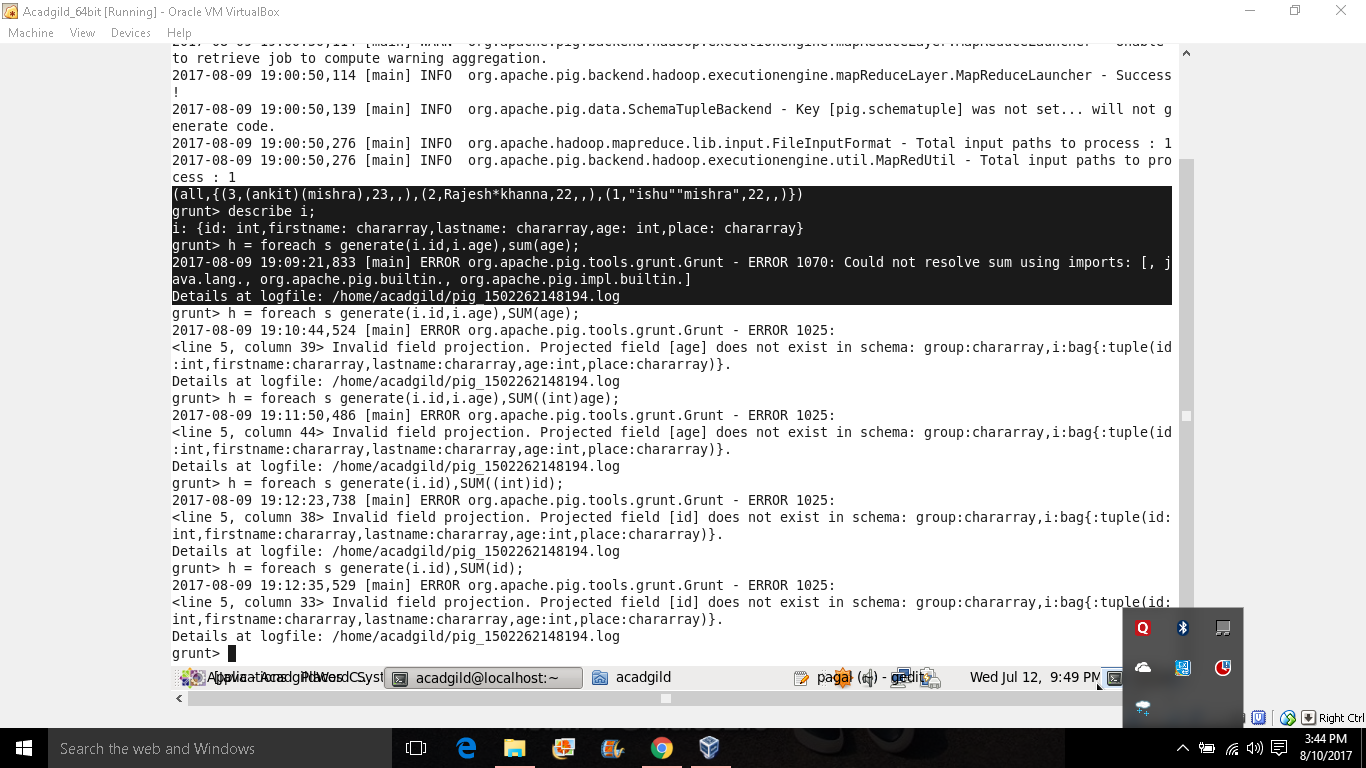 Acadgild_64bit [Running] - Oracle VM VirtualBox
Machine View Devices Help
to retrieve job to compute warning aggregation.
2017-08-09 19:00:50,114 [main] INFO  org.apache.pig.backend.hadoop.executionengine.mapReduceLayer.MapReduceLauncher - Success
!
2017-08-09 19:00:50,139 [main] INFO  org.apache.pig.data.SchemaTupleBackend - Key [pig.schematuple] was not set... will not g
enerate code.
2017-08-09 19:00:50,276 [main] INFO  org.apache.hadoop.mapreduce.lib.input.FileInputFormat - Total input paths to process : 1
2017-08-09 19:00:50,276 [main] INFO  org.apache.pig.backend.hadoop.executionengine.util.MapRedUtil - Total input paths to pro
cess : 1
(all,{(3,(ankit)(mishra),23,,),(2,Rajesh*khanna,22,,),(1,"ishu""mishra",22,,)})
grunt> describe i;
i: {id: int,firstname: chararray,lastname: chararray,age: int,place: chararray}
grunt> h = foreach s generate(i.id,i.age),sum(age);
2017-08-09 19:09:21,833 [main] ERROR org.apache.pig.tools.grunt.Grunt - ERROR 1070: Could not resolve sum using imports: [, j
ava.lang., org.apache.pig.builtin., org.apache.pig.impl.builtin.]
Details at logfile: /home/acadgild/pig_1502262148194.log
grunt> h = foreach s generate(i.id,i.age),SUM(age);
2017-08-09 19:10:44,524 [main] ERROR org.apache.pig.tools.grunt.Grunt - ERROR 1025:
<line 5, column 39> Invalid field projection. Projected field [age] does not exist in schema: group:chararray,i:bag{:tuple(id
:int,firstname:chararray,lastname:chararray,age:int,place:chararray)}.
Details at logfile: /home/acadgild/pig_1502262148194.log
grunt> h = foreach s generate(i.id,i.age),SUM((int)age);
2017-08-09 19:11:50,486 [main] ERROR org.apache.pig.tools.grunt.Grunt - ERROR 1025:
<line 5, column 44> Invalid field projection. Projected field [age] does not exist in schema: group:chararray,i:bag{:tuple(id
:int,firstname:chararray,lastname:chararray,age:int,place:chararray)}.
Details at logfile: /home/acadgild/pig_1502262148194.log
grunt> h = foreach s generate(i.id),SUM((int)id);
2017-08-09 19:12:23,738 [main] ERROR org.apache.pig.tools.grunt.Grunt - ERROR 1025:
<line 5, column 38> Invalid field projection. Projected field [id] does not exist in schema: group:chararray,i:bag{:tuple(id:
int,firstname:chararray,lastname:chararray,age:int,place:chararray)}.
Details at logfile: /home/acadgild/pig_1502262148194.log
grunt> h = foreach s generate(i.id),SUM(id);
2017-08-09 19:12:35,529 [main] ERROR org.apache.pig.tools.grunt.Grunt - ERROR 1025:
<line 5, column 33> Invalid field projection. Projected field [id] does not exist in schema: group:chararray,i:bag{:tuple(id:
int,firstname:chararray,lastname:chararray,age:int,place:chararray)}.
Details at logfile: /home/acadgild/pig_1502262148194.log
grunt>
acadgild@localhost:~ acadgild Wed Jul 12, 9:49 PM
Right Ctrl
Search the web and Windows
3:44 PM
8/10/2017